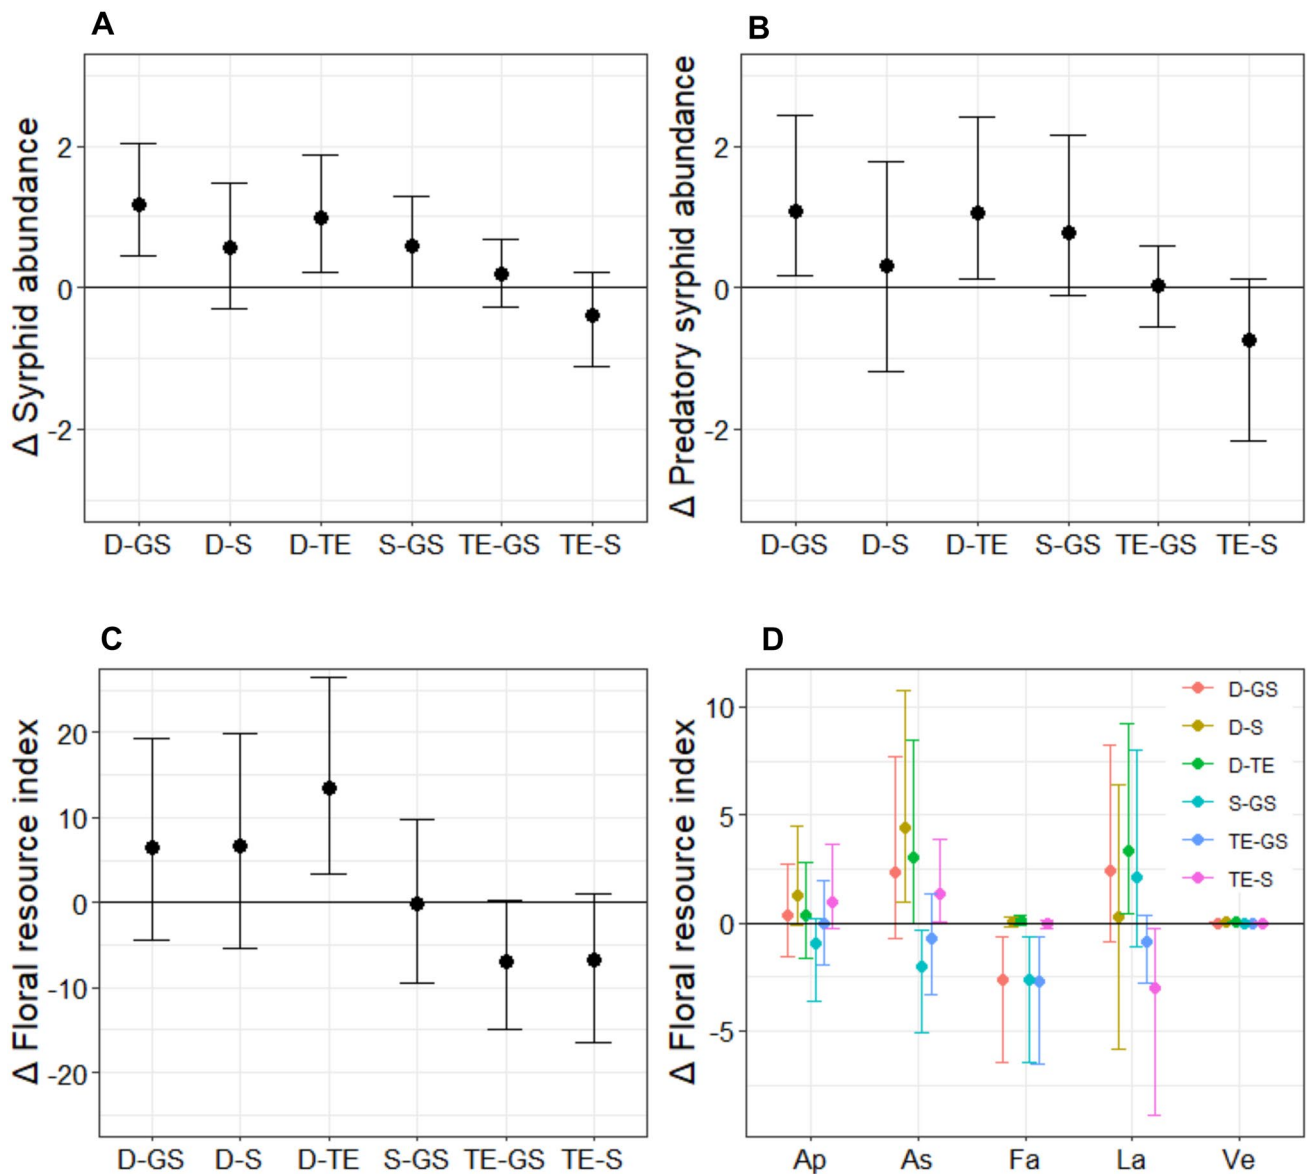 A
Δ Syrphid abundance
2
0
-2
D-GS D-S D-TE S-GS TE-GS TE-S
B
Δ Predatory syrphid abundance
2
0
-2
D-GS D-S D-TE S-GS TE-GS TE-S
C
Δ Floral resource index
20
10
0
-10
-20
D-GS D-S D-TE S-GS TE-GS TE-S
D
Δ Floral resource index
10
5
0
-5
Ap As Fa La Ve
D-GS
D-S
D-TE
S-GS
TE-GS
TE-S